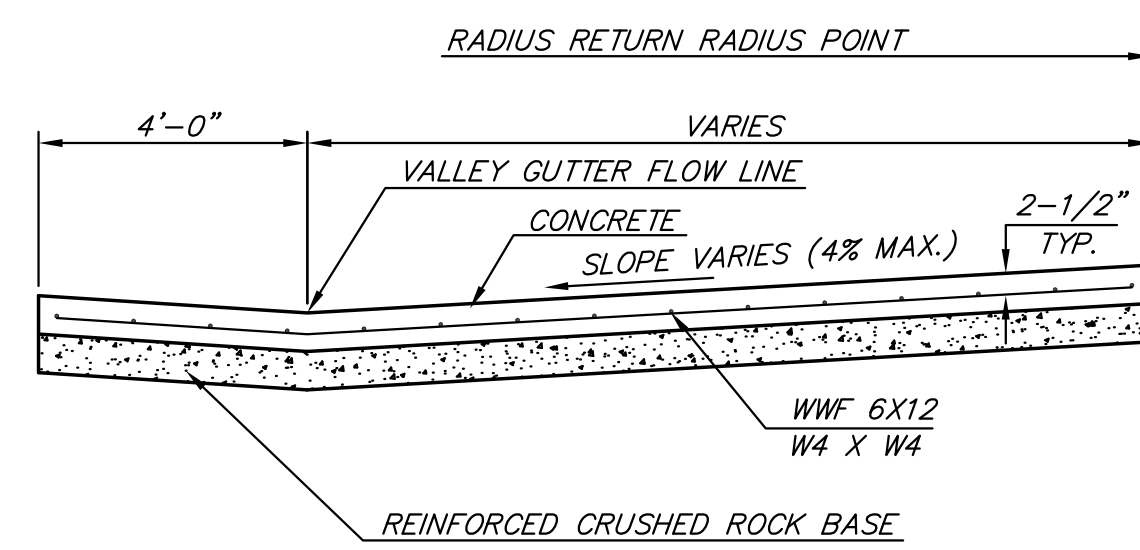 RADIUS RETURN RADIUS POINT
4'-0"
VARIES
VALLEY GUTTER FLOW LINE
CONCRETE
2-1/2"
TYP.
SLOPE VARIES (4% MAX.)
WWF 6X12
W4 X W4
REINFORCED CRUSHED ROCK BASE